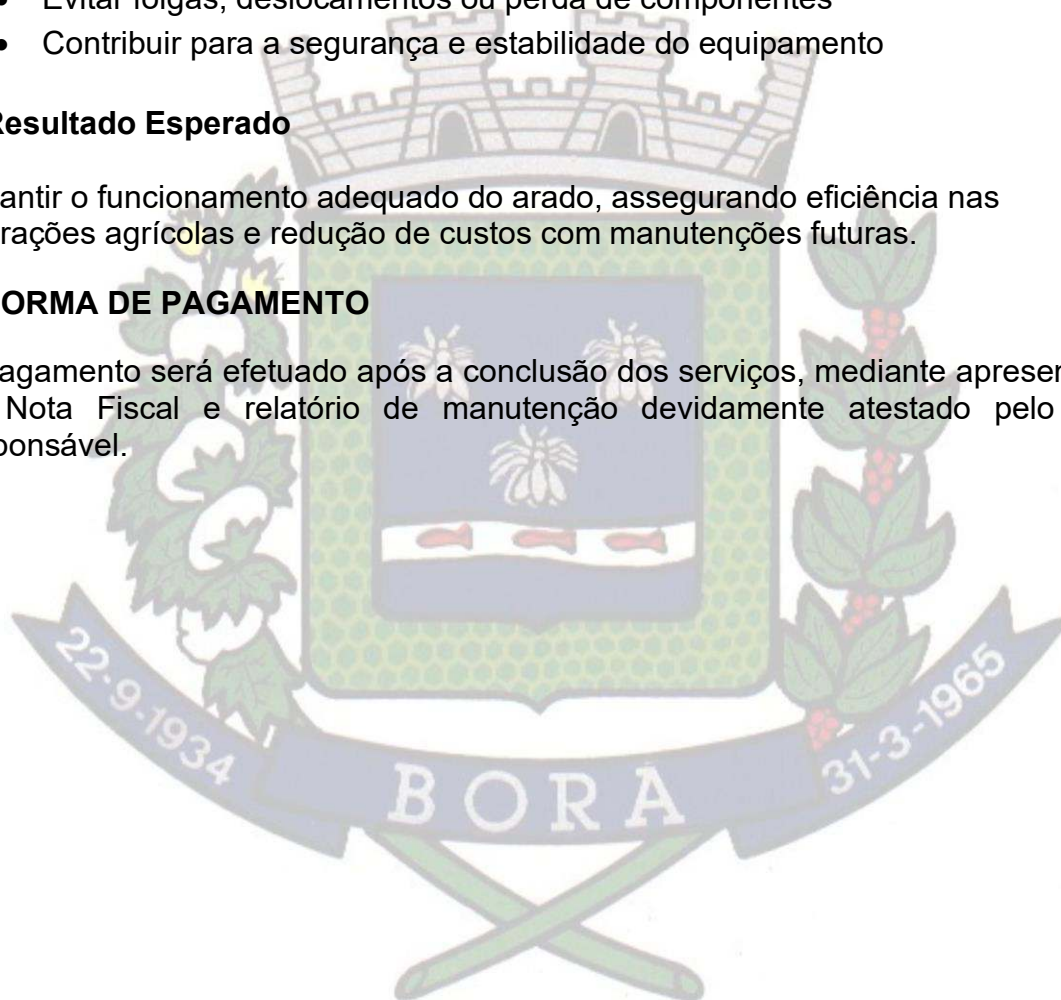 • Evitar folgas, deslocamentos ou perda de componentes
• Contribuir para a segurança e estabilidade do equipamento
Resultado Esperado
antir o funcionamento adequado do arado, assegurando eficiência nas
rações agrícolas e redução de custos com manutenções futuras.
ORMA DE PAGAMENTO
agamento será efetuado após a conclusão dos serviços, mediante apresen
Nota Fiscal e relatório de manutenção devidamente atestado pelo
ponsável.
22-9-1934
BORÁ
31-3-1965